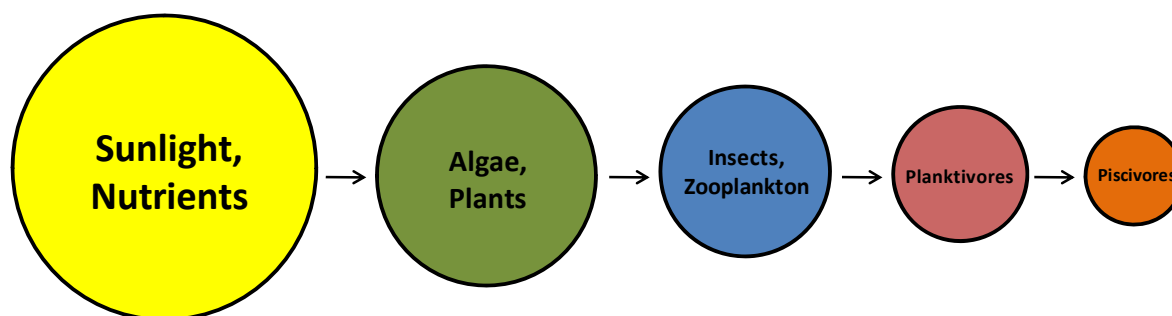 Sunlight,
Nutrients
Algae,
Plants
Insects,
Zooplankton
Planktivores
Piscivores